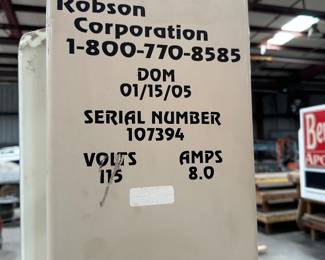 Robson
Corporation
1-800-770-8585
DOM
01/15/05
SERIAL NUMBER
107394
VOLTS AMPS
115 8.0